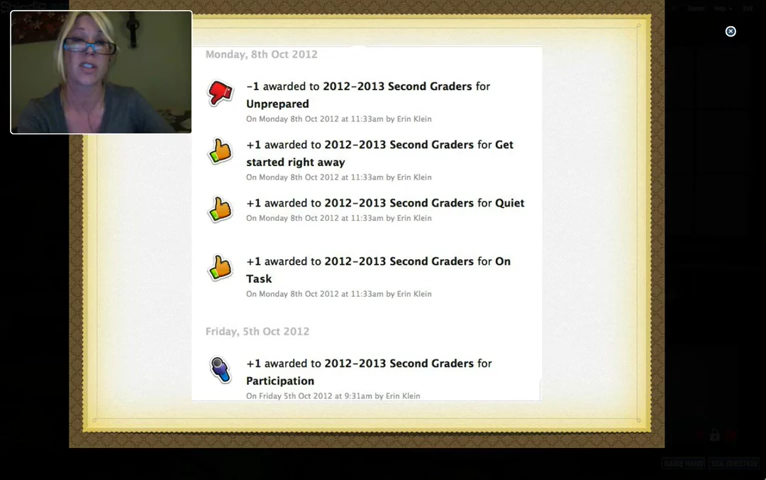 Monday, 8th Oct 2012
-1 awarded to 2012-2013 Second Graders for
Unprepared
On Monday 8th Oct 2012 at 11:33am by Erin Klein
+1 awarded to 2012-2013 Second Graders for Get
started right away
On Monday 8th Oct 2012 at 11:33am by Erin Klein
+1 awarded to 2012-2013 Second Graders for Quiet
On Monday 8th Oct 2012 at 11:33am by Erin Klein
+1 awarded to 2012-2013 Second Graders for On
Task
On Monday 8th Oct 2012 at 11:33am by Erin Klein
Friday, 5th Oct 2012
+1 awarded to 2012-2013 Second Graders for
Participation
On Friday 5th Oct 2012 at 9:31am by Erin Klein